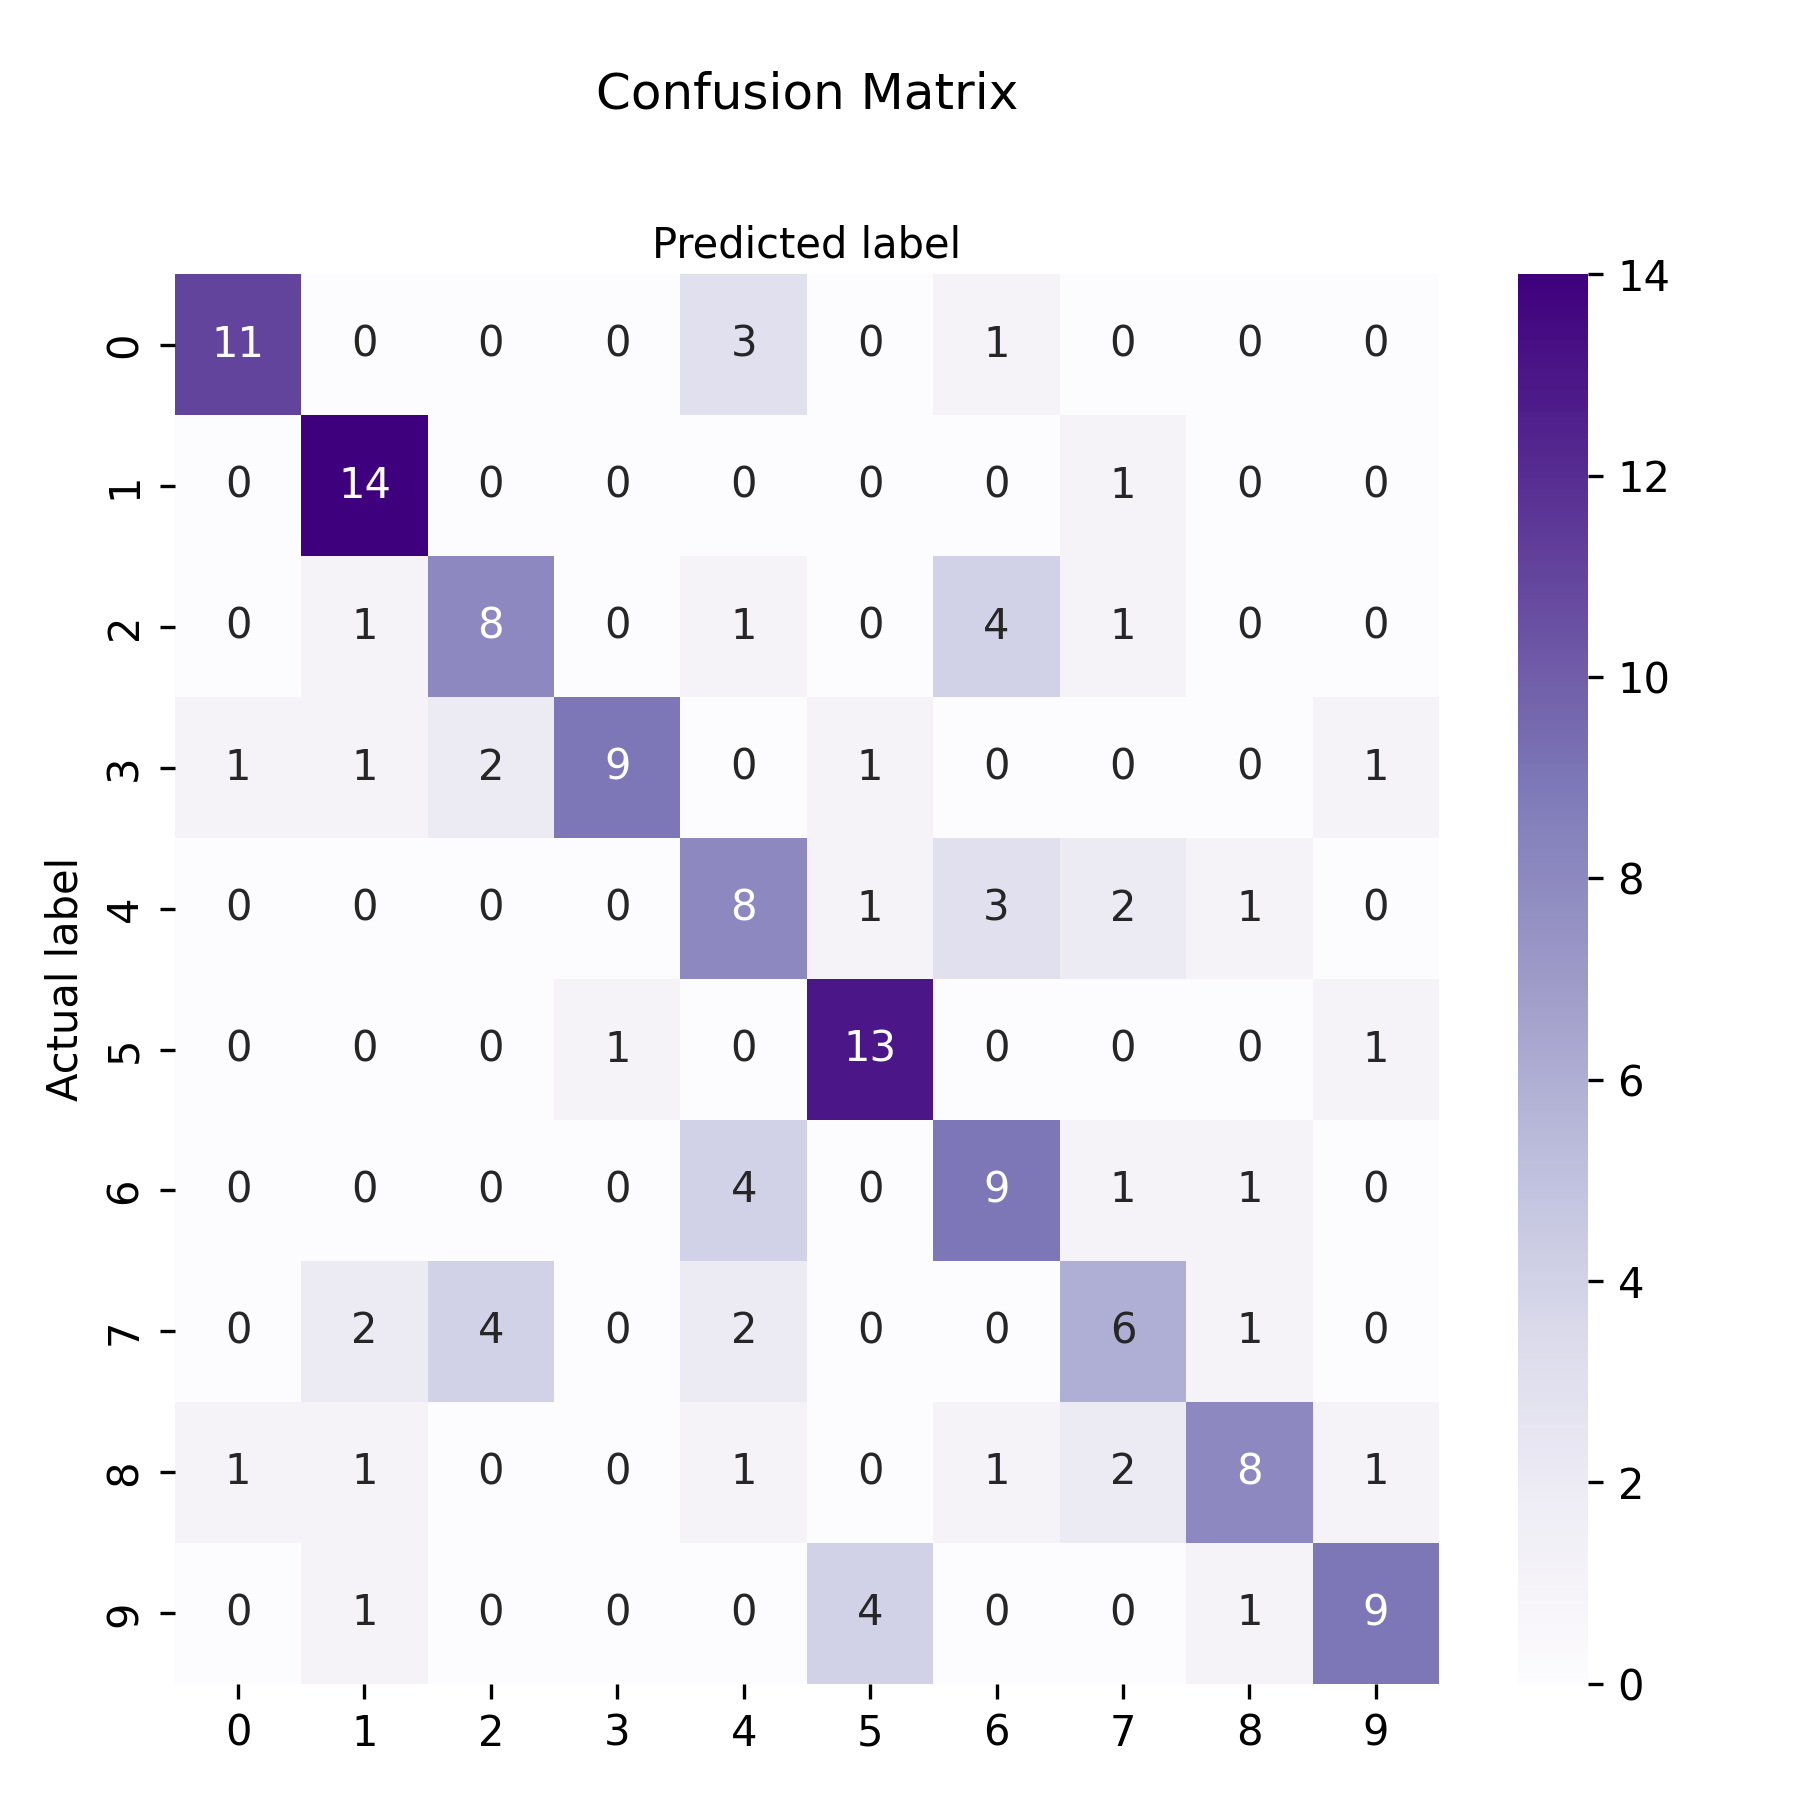 Confusion Matrix
Predicted label
Actual label
0 11 0 0 0 3 0 1 0 0 0
1 0 14 0 0 0 0 0 1 0 0
2 0 1 8 0 1 0 4 1 0 0
3 1 1 2 9 0 1 0 0 0 1
4 0 0 0 0 8 1 3 2 1 0
5 0 0 0 1 0 13 0 0 0 1
6 0 0 0 0 4 0 9 1 1 0
7 0 2 4 0 2 0 0 6 1 0
8 1 1 0 0 1 0 1 2 8 1
9 0 1 0 0 0 4 0 0 1 9
0 1 2 3 4 5 6 7 8 9
14
12
10
8
6
4
2
0